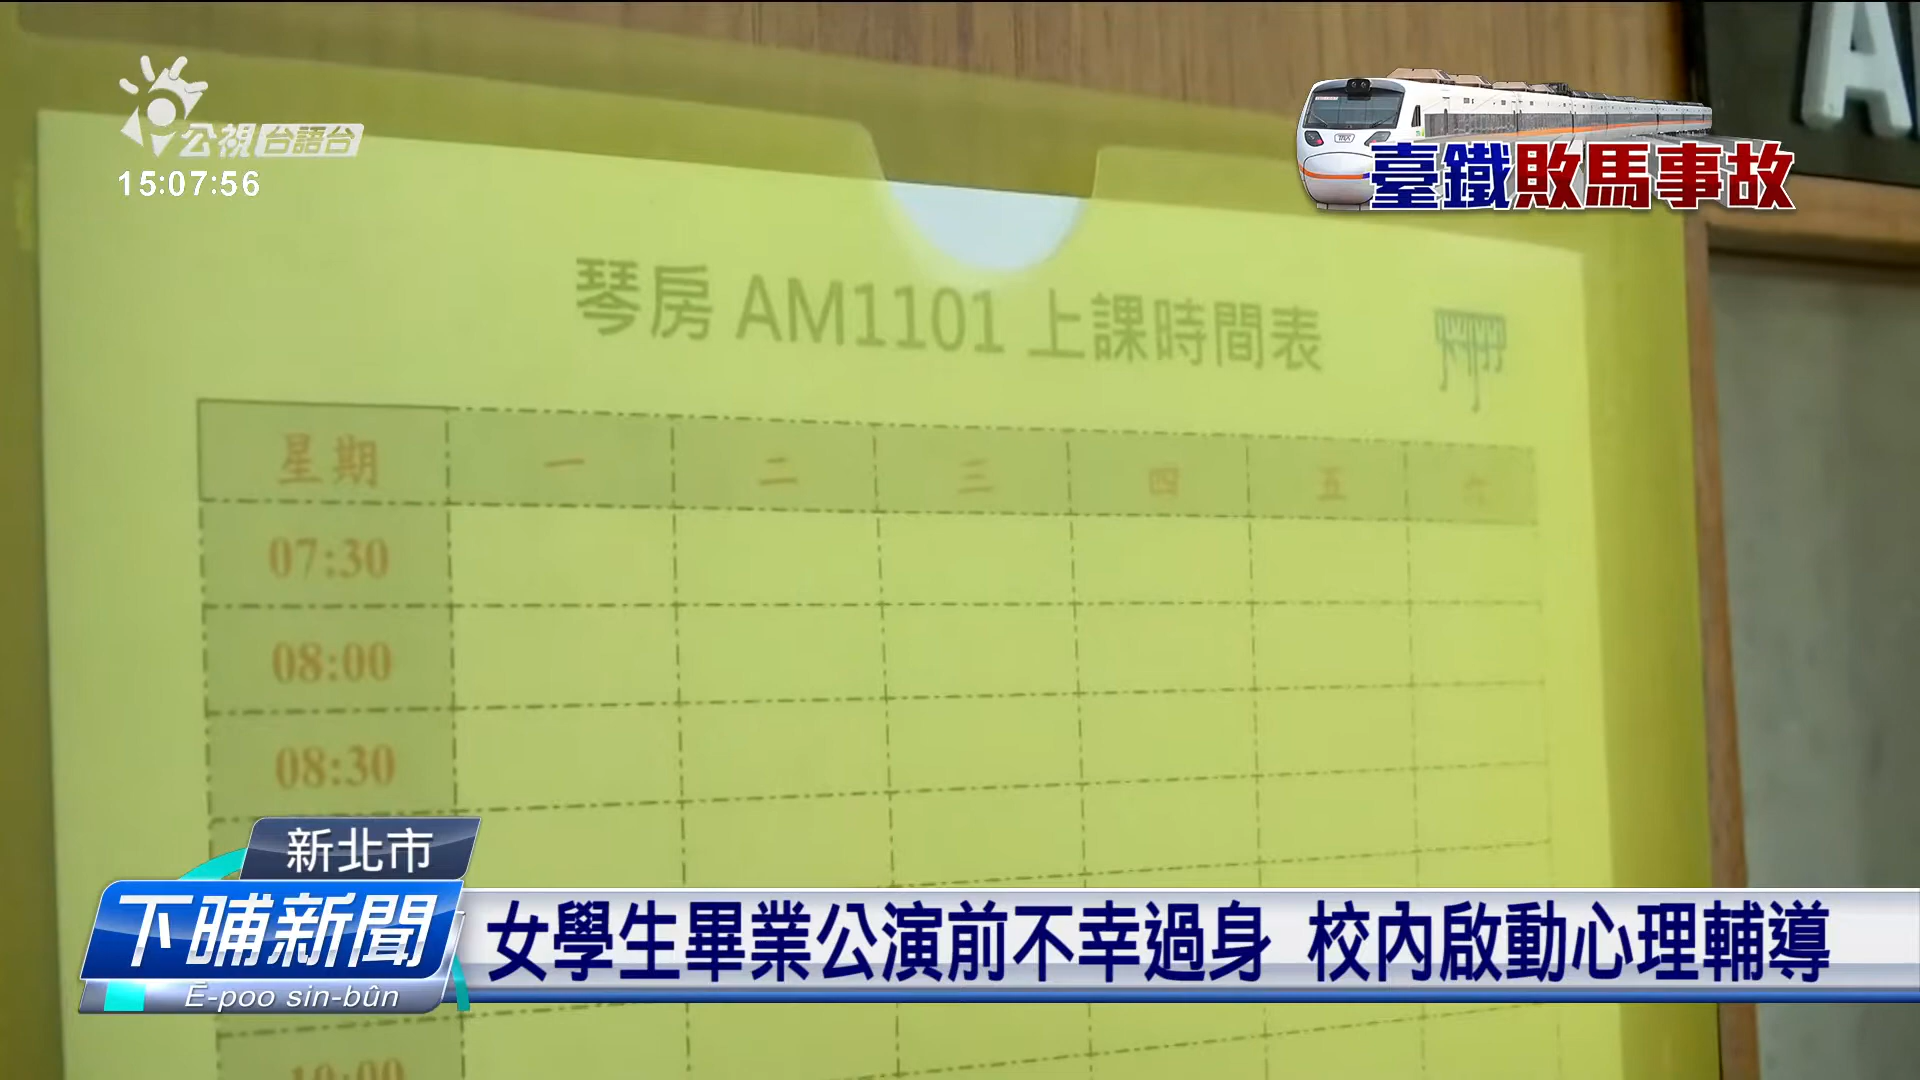 公視台語台
15:07:56
臺鐵敗馬事故
琴房 AM1101 上課時間表
星期 一 二 三 四 五 六
07:30
08:00
08:30
10:00
新北市
下晡新聞
Ē-poo sin-bûn
女學生畢業公演前不幸過身 校內啟動心理輔導